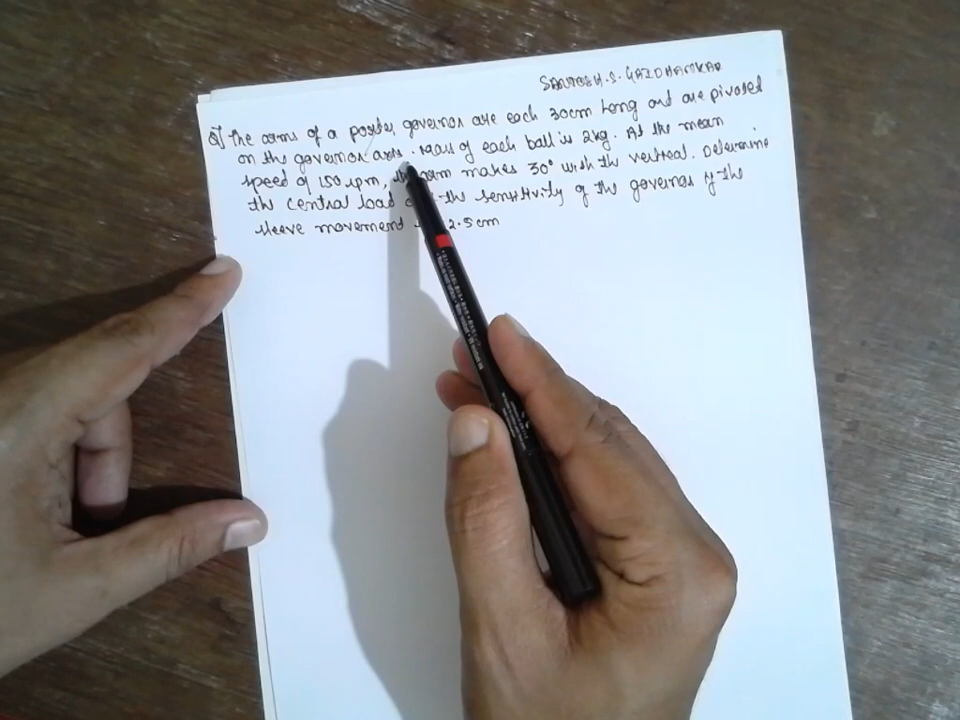 SANTOSH.S.GAIDHANKAR
Q] The arms of a porter governor are each 30cm long and are pivoted
on the governor axis. Mass of each ball is 2kg. At the mean
speed of 150 rpm, the arm makes 30° with the vertical. Determine
the central load the sensitivity of the governor if the
sleeve movement 2.5cm